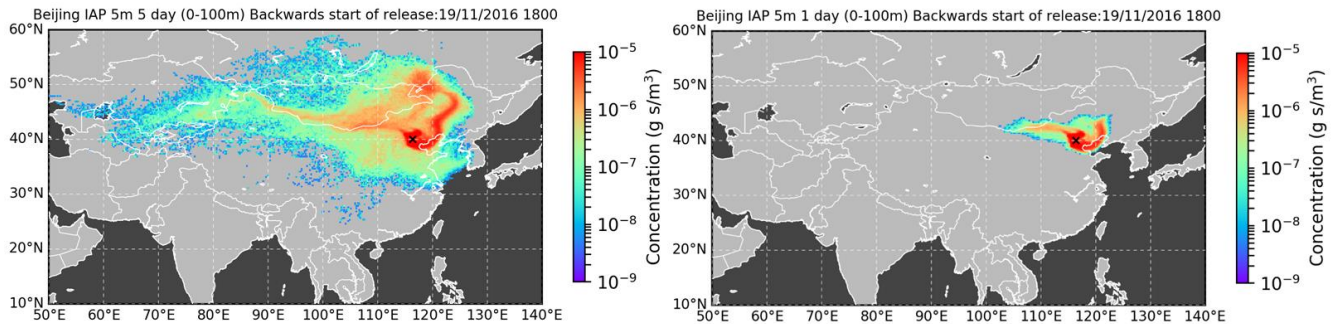 Beijing IAP 5m 5 day (0-100m) Backwards start of release:19/11/2016 1800
60°N
50°N
40°N
30°N
20°N
10°N
50°E 60°E 70°E 80°E 90°E 100°E 110°E 120°E 130°E 140°E
10⁻⁵
10⁻⁶
10⁻⁷
10⁻⁸
10⁻⁹
Concentration (g s/m³)
Beijing IAP 5m 1 day (0-100m) Backwards start of release:19/11/2016 1800
60°N
50°N
40°N
30°N
20°N
10°N
50°E 60°E 70°E 80°E 90°E 100°E 110°E 120°E 130°E 140°E
10⁻⁵
10⁻⁶
10⁻⁷
10⁻⁸
10⁻⁹
Concentration (g s/m³)